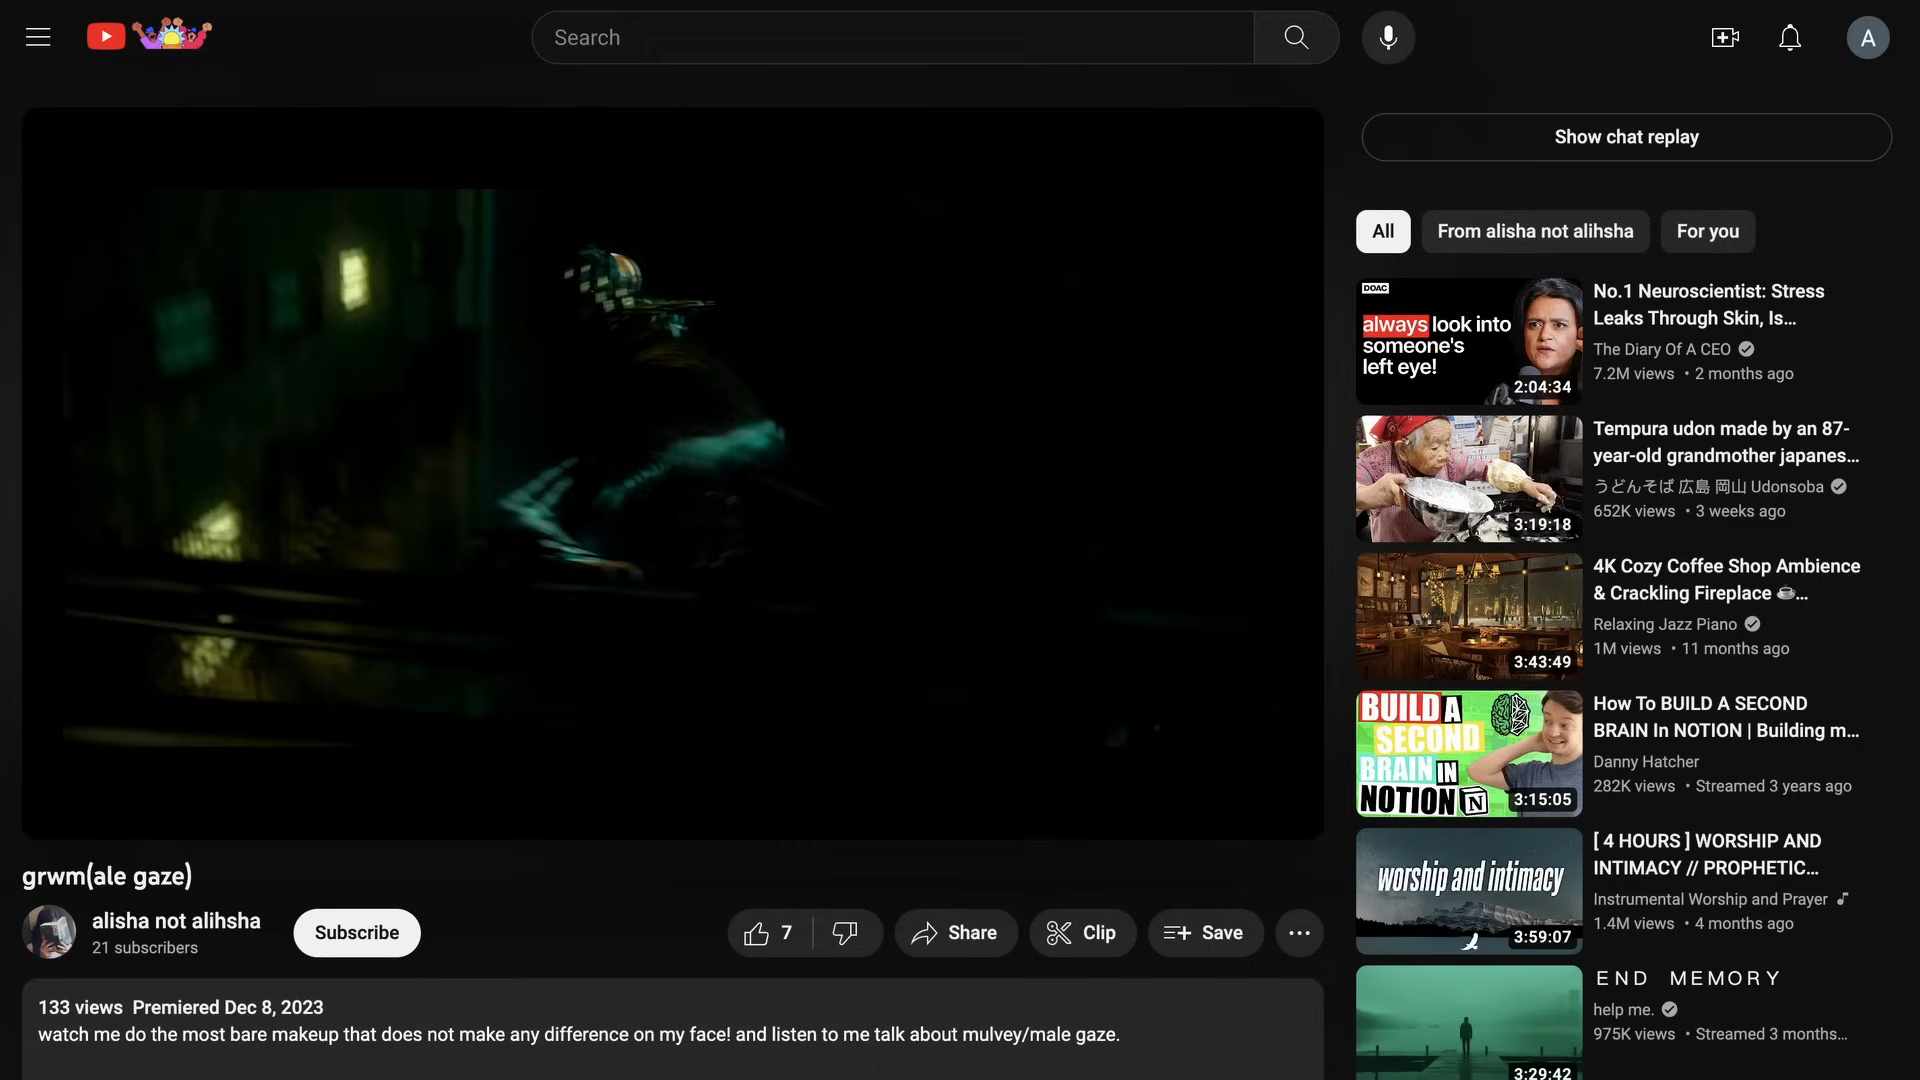 Search
A
Show chat replay
All
From alisha not alihsha
For you
DOAC
always look into
someone's
left eye!
2:04:34
No.1 Neuroscientist: Stress
Leaks Through Skin, Is...
The Diary Of A CEO
7.2M views • 2 months ago
3:19:18
Tempura udon made by an 87-
year-old grandmother japanes...
うどんそば 広島 岡山 Udonsoba
652K views • 3 weeks ago
3:43:49
4K Cozy Coffee Shop Ambience
& Crackling Fireplace ☕...
Relaxing Jazz Piano
1M views • 11 months ago
BUILD A
SECOND
BRAIN IN
NOTION
3:15:05
How To BUILD A SECOND
BRAIN In NOTION | Building m...
Danny Hatcher
282K views • Streamed 3 years ago
worship and intimacy
3:59:07
[ 4 HOURS ] WORSHIP AND
INTIMACY // PROPHETIC...
Instrumental Worship and Prayer
1.4M views • 4 months ago
3:29:42
E N D M E M O R Y
help me.
975K views • Streamed 3 months...
grwm(ale gaze)
alisha not alihsha
21 subscribers
Subscribe
7
Share
Clip
Save
133 views Premiered Dec 8, 2023
watch me do the most bare makeup that does not make any difference on my face! and listen to me talk about mulvey/male gaze.